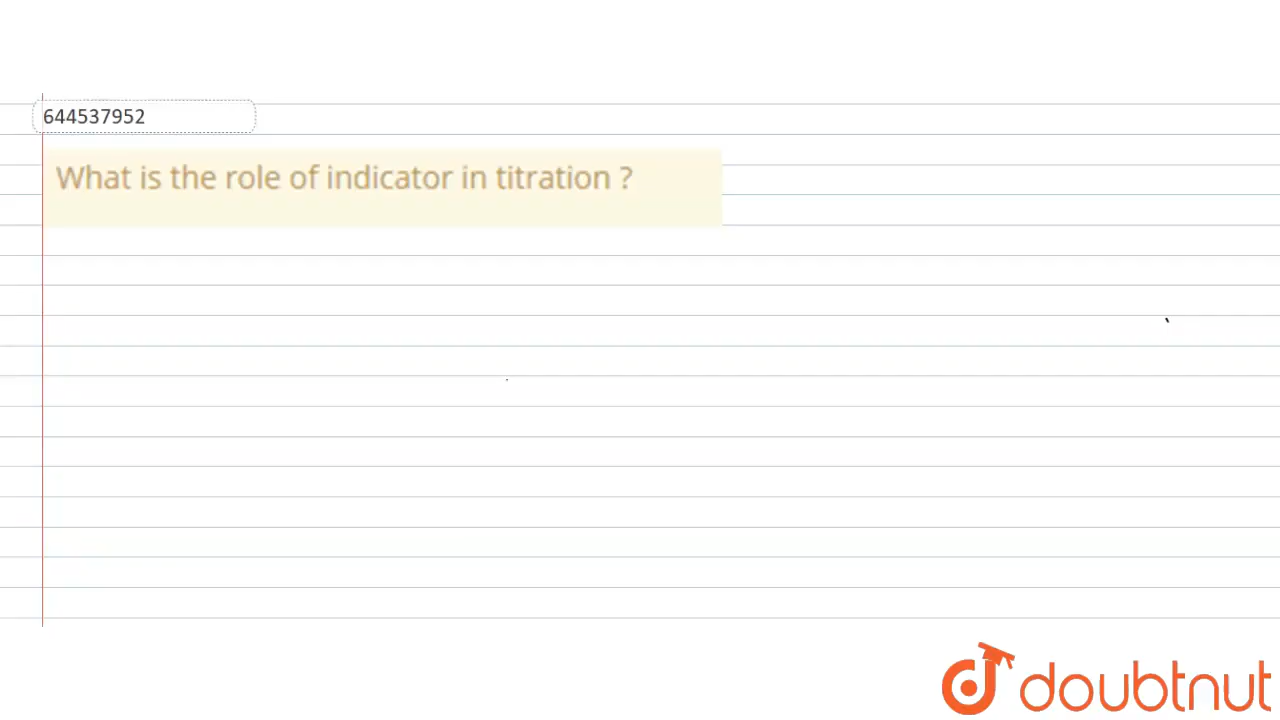 644537952
What is the role of indicator in titration ?
doubtnut